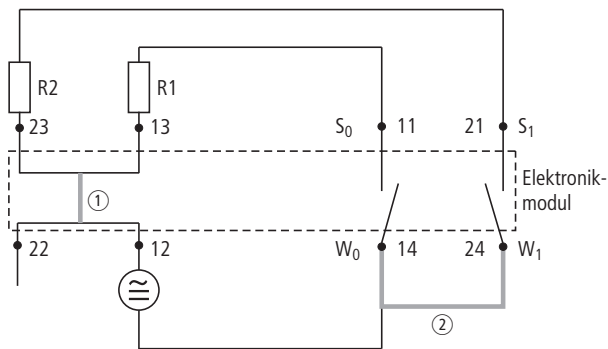 R2
R1
23
13
S₀
11
21
S₁
Elektronik-
modul
①
22
12
W₀
14
24
W₁
②